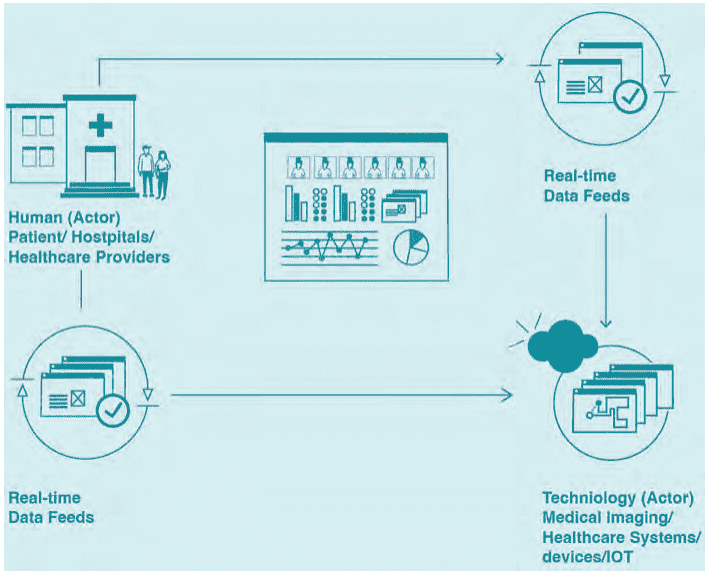 Real-time
Data Feeds
Human (Actor)
Patient/ Hostpitals/
Healthcare Providers
Real-time
Data Feeds
Techniology (Actor)
Medical Imaging/
Healthcare Systems/
devices/IOT